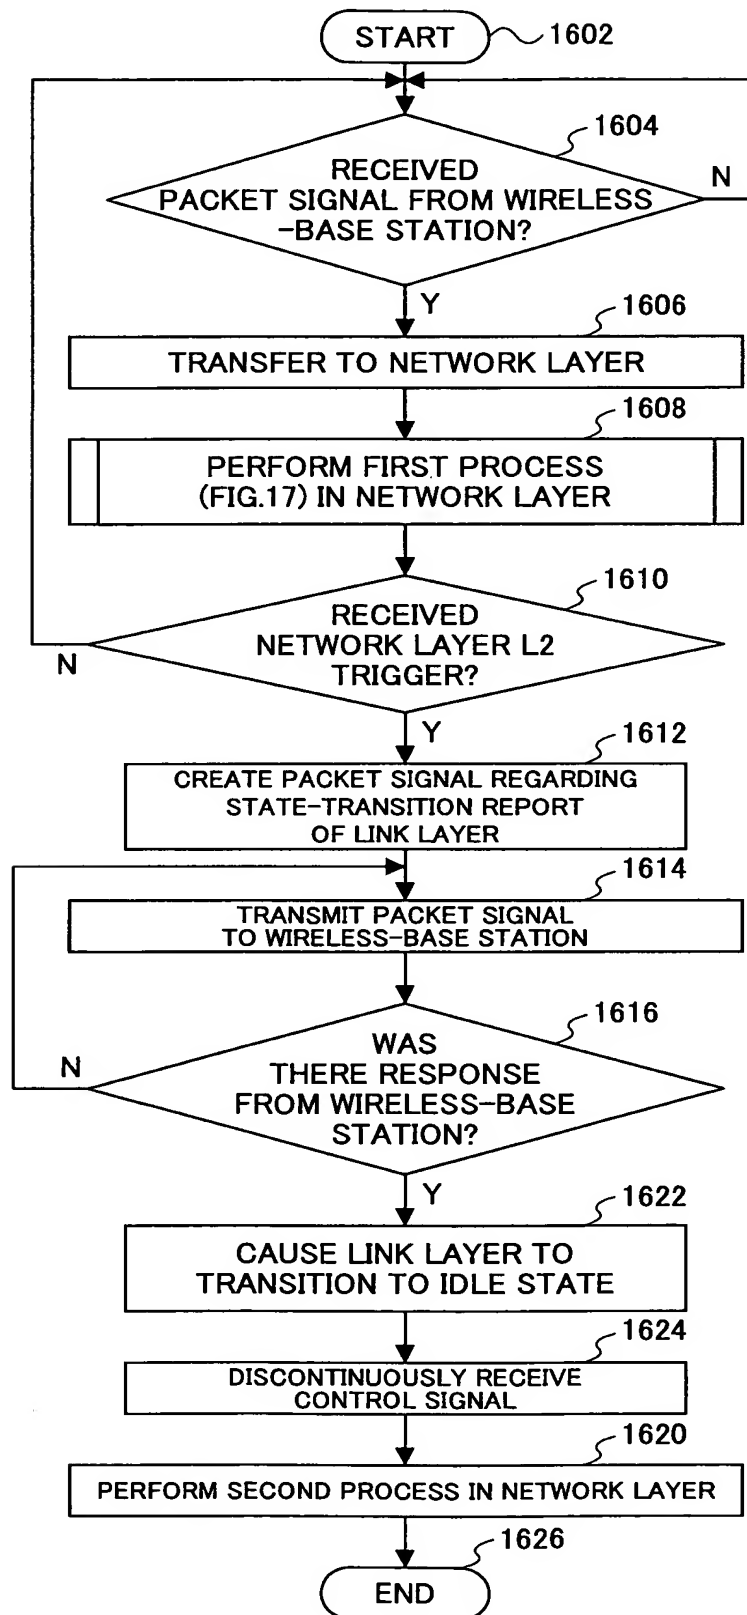 START
1602
1604
RECEIVED
PACKET SIGNAL FROM WIRELESS
-BASE STATION?
N
Y
1606
TRANSFER TO NETWORK LAYER
1608
PERFORM FIRST PROCESS
(FIG.17) IN NETWORK LAYER
1610
RECEIVED
NETWORK LAYER L2
TRIGGER?
N
Y
1612
CREATE PACKET SIGNAL REGARDING
STATE-TRANSITION REPORT
OF LINK LAYER
1614
TRANSMIT PACKET SIGNAL
TO WIRELESS-BASE STATION
1616
WAS
THERE RESPONSE
FROM WIRELESS-BASE
STATION?
N
Y
1622
CAUSE LINK LAYER TO
TRANSITION TO IDLE STATE
1624
DISCONTINUOUSLY RECEIVE
CONTROL SIGNAL
1620
PERFORM SECOND PROCESS IN NETWORK LAYER
1626
END